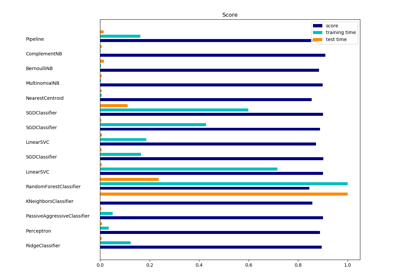 Score
score
training time
test time
Pipeline
ComplementNB
BernoulliNB
MultinomialNB
NearestCentroid
SGDClassifier
SGDClassifier
LinearSVC
SGDClassifier
LinearSVC
RandomForestClassifier
KNeighborsClassifier
PassiveAggressiveClassifier
Perceptron
RidgeClassifier
0.0 0.2 0.4 0.6 0.8 1.0